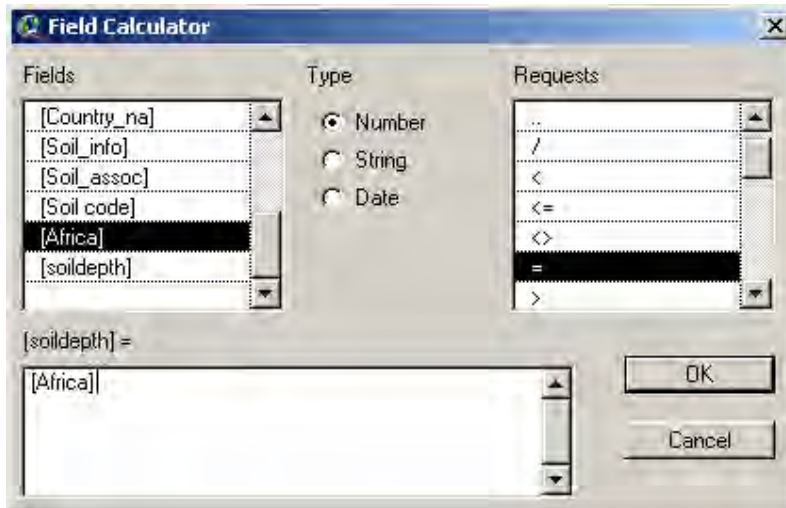 Field Calculator
Fields
Type
Requests
[Country_na]
[Soil_info]
[Soil_assoc]
[Soil code]
[Africa]
[soildepth]
Number
String
Date
..
/
<
<=
<>
=
>
[soildepth] =
[Africa]
OK
Cancel